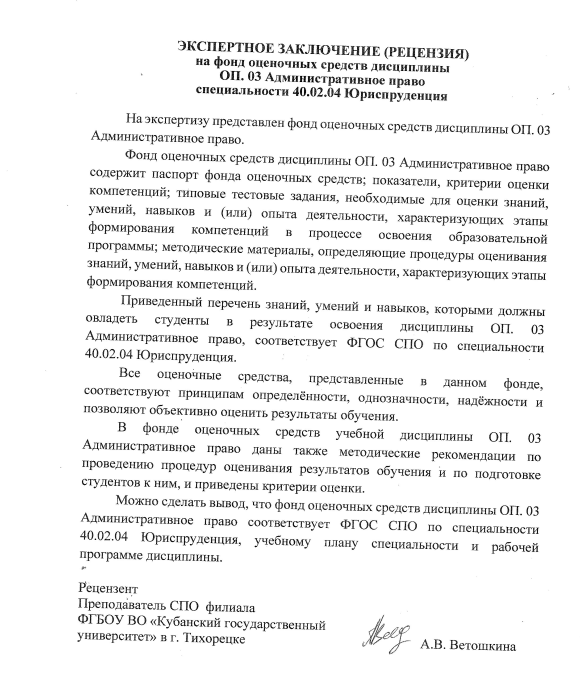 ЭКСПЕРТНОЕ ЗАКЛЮЧЕНИЕ (РЕЦЕНЗИЯ)
на фонд оценочных средств дисциплины
ОП. 03 Административное право
специальности 40.02.04 Юриспруденция
На экспертизу представлен фонд оценочных средств дисциплины ОП. 03
Административное право.
Фонд оценочных средств дисциплины ОП. 03 Административное право
содержит паспорт фонда оценочных средств; показатели, критерии оценки
компетенций; типовые тестовые задания, необходимые для оценки знаний,
умений, навыков и (или) опыта деятельности, характеризующих этапы
формирования компетенций в процессе освоения образовательной
программы; методические материалы, определяющие процедуры оценивания
знаний, умений, навыков и (или) опыта деятельности, характеризующих этапы
формирования компетенций.
Приведенный перечень знаний, умений и навыков, которыми должны
овладеть студенты в результате освоения дисциплины ОП. 03
Административное право, соответствует ФГОС СПО по специальности
40.02.04 Юриспруденция.
Все оценочные средства, представленные в данном фонде,
соответствуют принципам определённости, однозначности, надёжности и
позволяют объективно оценить результаты обучения.
В фонде оценочных средств учебной дисциплины ОП. 03
Административное право даны также методические рекомендации по
проведению процедур оценивания результатов обучения и по подготовке
студентов к ним, и приведены критерии оценки.
Можно сделать вывод, что фонд оценочных средств дисциплины ОП. 03
Административное право соответствует ФГОС СПО по специальности
40.02.04 Юриспруденция, учебному плану специальности и рабочей
программе дисциплины.
Рецензент
Преподаватель СПО филиала
ФГБОУ ВО «Кубанский государственный
университет» в г. Тихорецке
А.В. Ветошкина